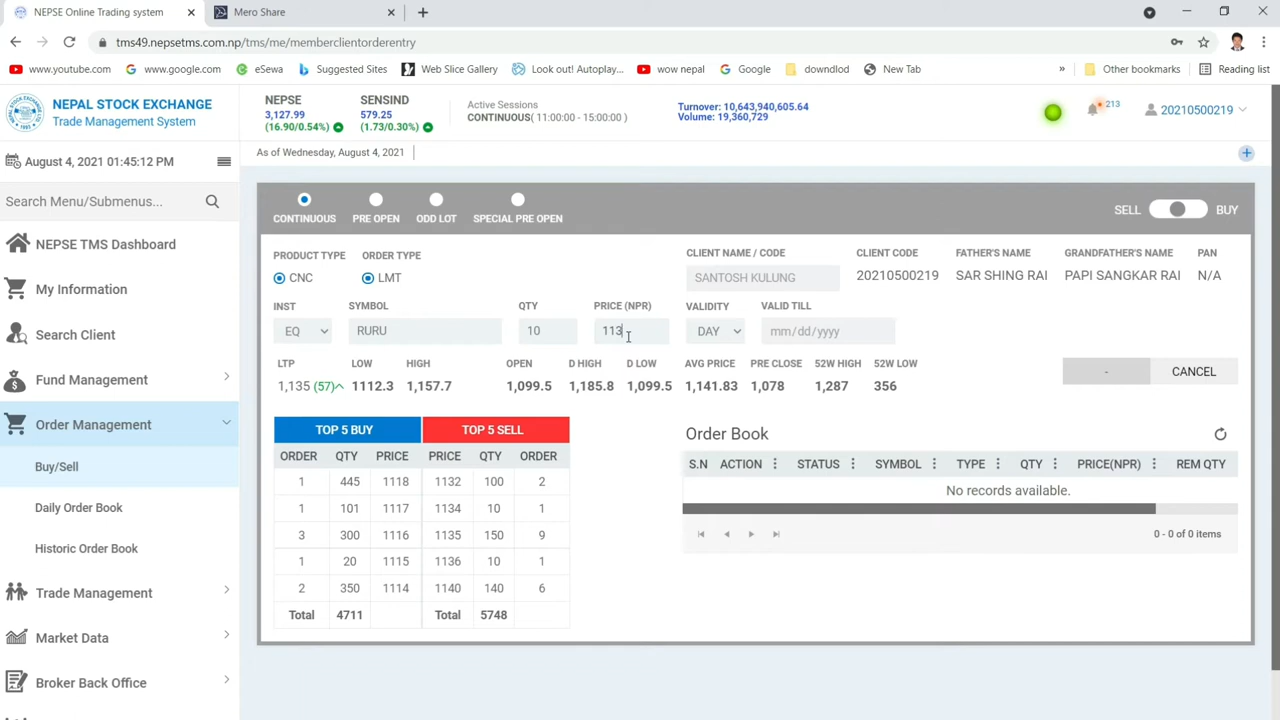 NEPSE Online Trading system
Mero Share
tms49.nepsetms.com.np/tms/me/memberclientorderentry
www.youtube.com www.google.com eSewa Suggested Sites Web Slice Gallery Look out! Autoplay... wow nepal Google downdlod New Tab » Other bookmarks Reading list
NEPAL STOCK EXCHANGE
Trade Management System
NEPSE
3,127.99
(16.90/0.54%)
SENSIND
579.25
(1.73/0.30%)
Active Sessions
CONTINUOUS( 11:00:00 - 15:00:00 )
Turnover: 10,643,940,605.64
Volume: 19,360,729
213
20210500219
August 4, 2021 01:45:12 PM
As of Wednesday, August 4, 2021
Search Menu/Submenus...
NEPSE TMS Dashboard
My Information
Search Client
Fund Management
Order Management
Buy/Sell
Daily Order Book
Historic Order Book
Trade Management
Market Data
Broker Back Office
CONTINUOUS PRE OPEN ODD LOT SPECIAL PRE OPEN
SELL BUY
PRODUCT TYPE ORDER TYPE
CNC LMT
CLIENT NAME / CODE CLIENT CODE FATHER'S NAME GRANDFATHER'S NAME PAN
SANTOSH KULUNG 20210500219 SAR SHING RAI PAPI SANGKAR RAI N/A
INST SYMBOL QTY PRICE (NPR) VALIDITY VALID TILL
EQ RURU 10 113 DAY mm/dd/yyyy
LTP LOW HIGH OPEN D HIGH D LOW AVG PRICE PRE CLOSE 52W HIGH 52W LOW
1,135 (57) 1112.3 1,157.7 1,099.5 1,185.8 1,099.5 1,141.83 1,078 1,287 356
- CANCEL
TOP 5 BUY TOP 5 SELL
ORDER QTY PRICE PRICE QTY ORDER
1 445 1118 1132 100 2
1 101 1117 1134 10 1
3 300 1116 1135 150 9
1 20 1115 1136 10 1
2 350 1114 1140 140 6
Total 4711 Total 5748
Order Book
S.N ACTION STATUS SYMBOL TYPE QTY PRICE(NPR) REM QTY
No records available.
0 - 0 of 0 items